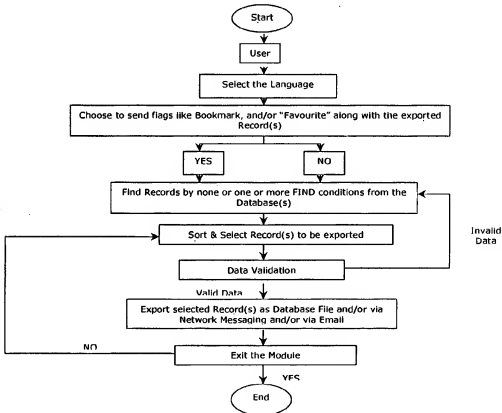 Start
User
Select the Language
Choose to send flags like Bookmark, and/or "Favourite" along with the exported
Record(s)
YES
NO
Find Records by none or one or more FIND conditions from the
Database(s)
Sort & Select Record(s) to be exported
Invalid
Data
Data Validation
Valid Data
Export selected Record(s) as Database File and/or via
Network Messaging and/or via Email
NO
Exit the Module
YES
End